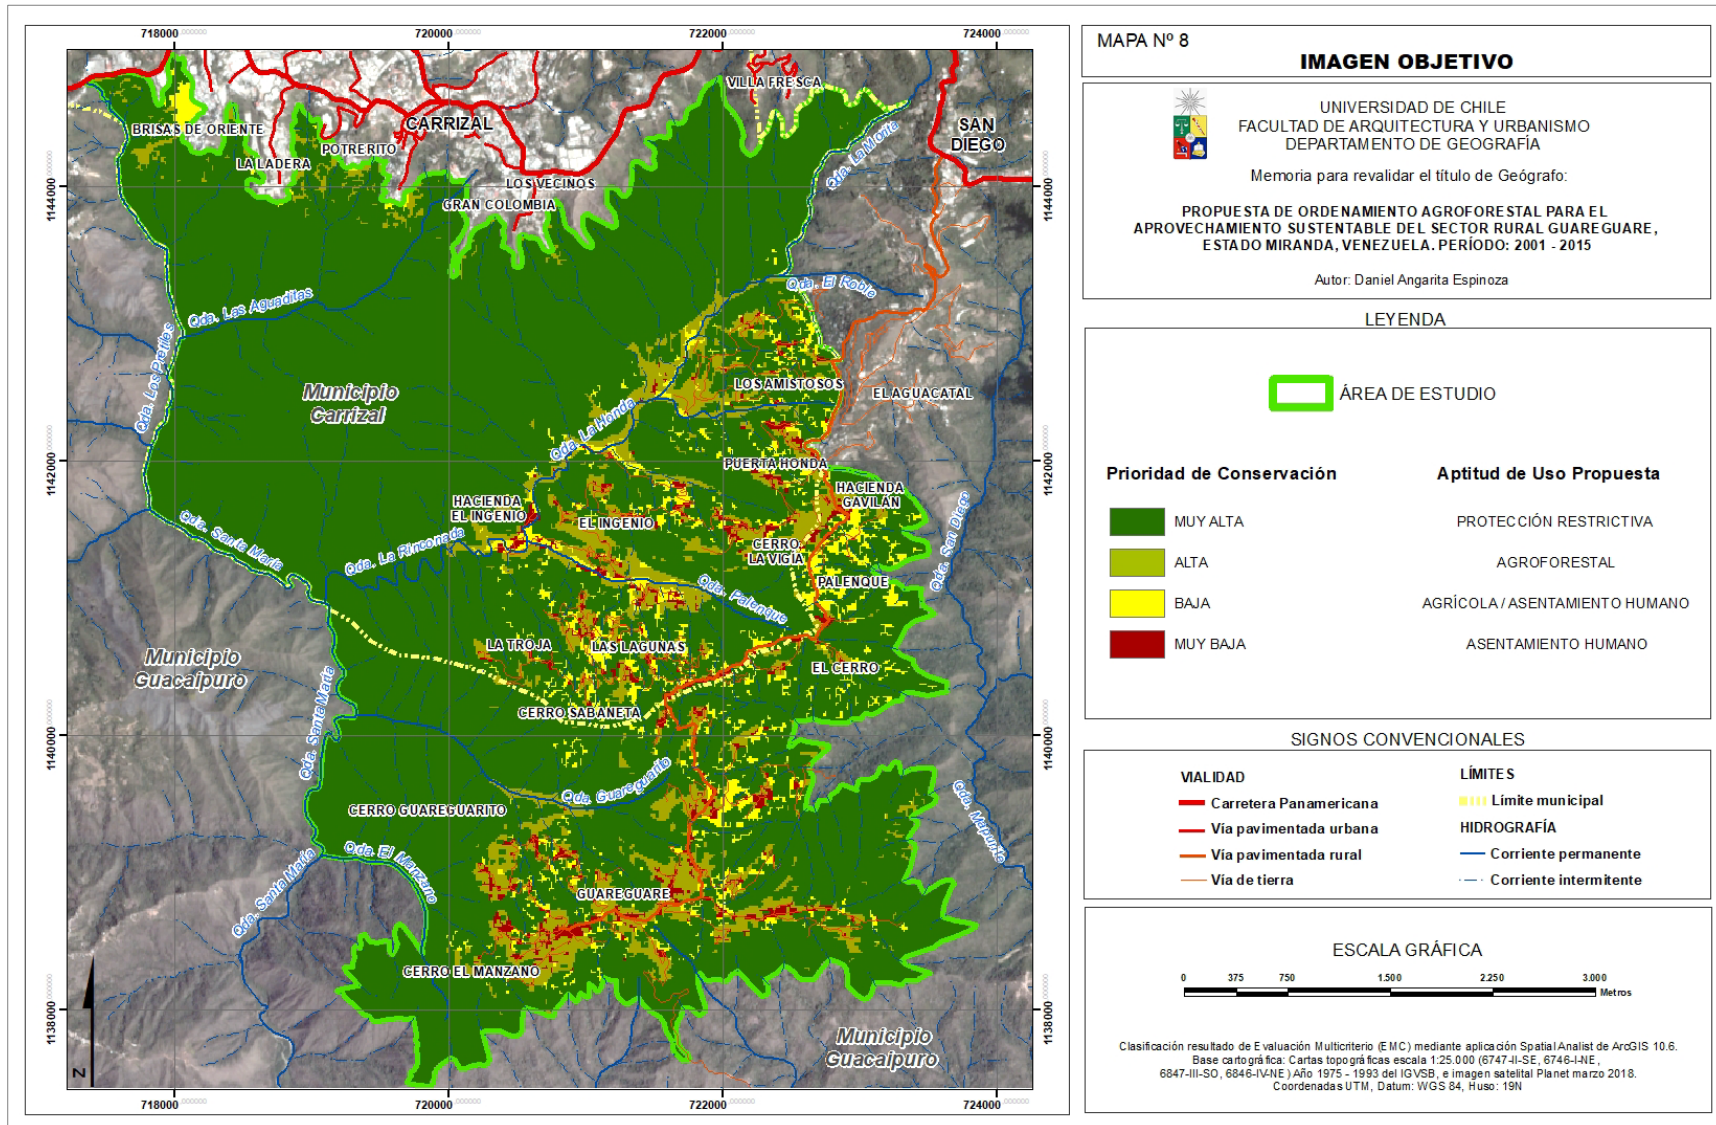 MAPA Nº 8
IMAGEN OBJETIVO
UNIVERSIDAD DE CHILE
FACULTAD DE ARQUITECTURA Y URBANISMO
DEPARTAMENTO DE GEOGRAFÍA
Memoria para revalidar el título de Geógrafo:
PROPUESTA DE ORDENAMIENTO AGROFORESTAL PARA EL
APROVECHAMIENTO SUSTENTABLE DEL SECTOR RURAL GUAREGUARE,
ESTADO MIRANDA, VENEZUELA. PERÍODO: 2001 - 2015
Autor: Daniel Angarita Espinoza
LEYENDA
ÁREA DE ESTUDIO
Prioridad de Conservación Aptitud de Uso Propuesta
MUY ALTA PROTECCIÓN RESTRICTIVA
ALTA AGROFORESTAL
BAJA AGRÍCOLA / ASENTAMIENTO HUMANO
MUY BAJA ASENTAMIENTO HUMANO
SIGNOS CONVENCIONALES
VIALIDAD
Carretera Panamericana
Vía pavimentada urbana
Vía pavimentada rural
Vía de tierra
LÍMITES
Límite municipal
HIDROGRAFÍA
Corriente permanente
Corriente intermitente
ESCALA GRÁFICA
0 375 750 1.500 2.250 3.000
Metros
Clasificación resultado de Evaluación Multicriterio (EMC) mediante aplicación Spatial Analist de ArcGIS 10.6.
Base cartográfica: Cartas topográficas escala 1:25.000 (6747-II-SE, 6746-I-NE,
6847-III-SO, 6846-IV-NE) Año 1975 - 1993 del IGVSB, e imagen satelital Planet marzo 2018.
Coordenadas UTM, Datum: WGS 84, Huso: 19N
718000 720000 722000 724000
1144000 1144000
1142000 1142000
1140000 1140000
1138000 1138000
718000 720000 722000 724000
VILLA FRESCA
BRISAS DE ORIENTE
CARRIZAL
SAN
DIEGO
LA LADERA
POTRERITO
LOS VECINOS
GRAN COLOMBIA
Qda. La Morita
Qda. El Roble
Qda. Las Aguaditas
Qda. Los Pretiles
Municipio
Carrizal
LOS AMISTOSOS
EL AGUACATAL
Qda. La Honda
PUERTA HONDA
HACIENDA
GAVILÁN
HACIENDA
EL INGENIO
EL INGENIO
Qda. Santa María
Qda. La Rinconada
CERRO
LA VIGÍA
Qda. San Diego
PALENQUE
Qda. Palenque
LA TROJA
LAS LAGUNAS
Municipio
Guacaipuro
EL CERRO
Qda. Santa María
CERRO SABANETA
Qda. Guareguarito
CERRO GUAREGUARITO
Qda. Mapurite
Qda. El Manzano
Qda. Santa María
GUAREGUARE
CERRO EL MANZANO
Municipio
Guacaipuro
N